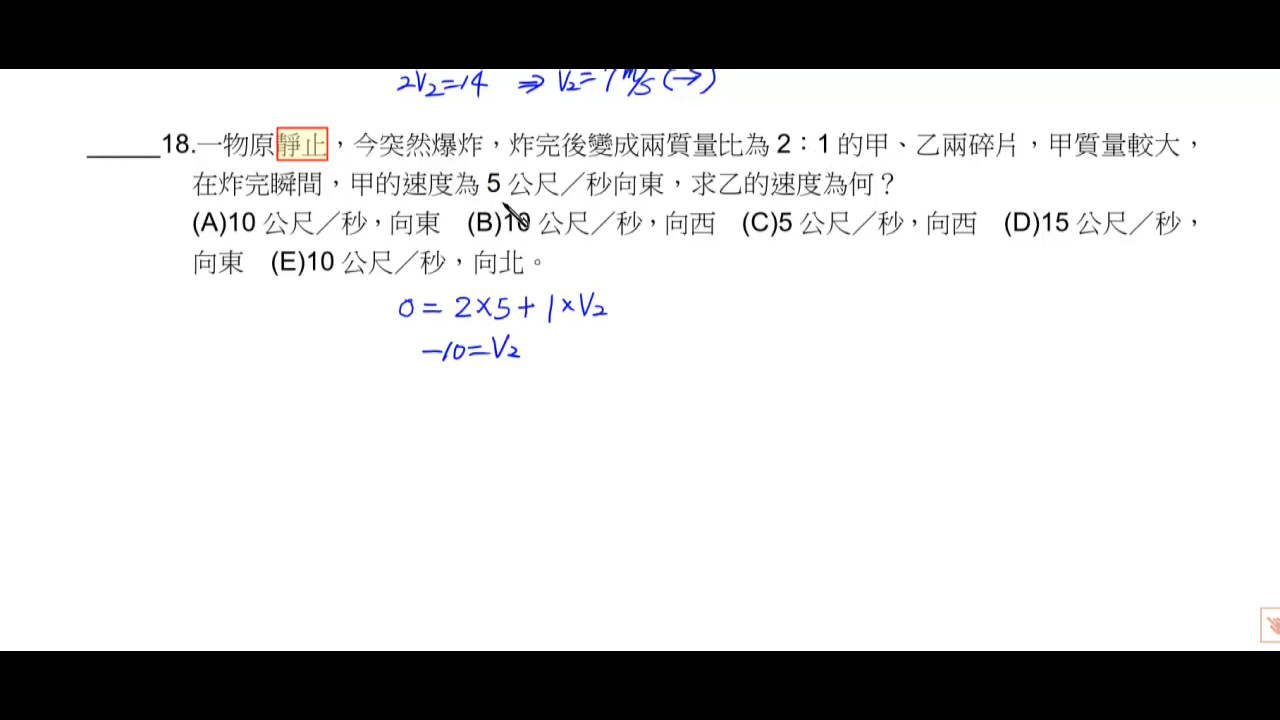 2V₂=14 ⇒ V₂=7 m/s (→)
_____18.一物原靜止，今突然爆炸，炸完後變成兩質量比為 2：1 的甲、乙兩碎片，甲質量較大，
在炸完瞬間，甲的速度為 5 公尺／秒向東，求乙的速度為何？
(A)10 公尺／秒，向東 (B)10 公尺／秒，向西 (C)5 公尺／秒，向西 (D)15 公尺／秒，
向東 (E)10 公尺／秒，向北。
0 = 2×5 + 1×V₂
-10=V₂